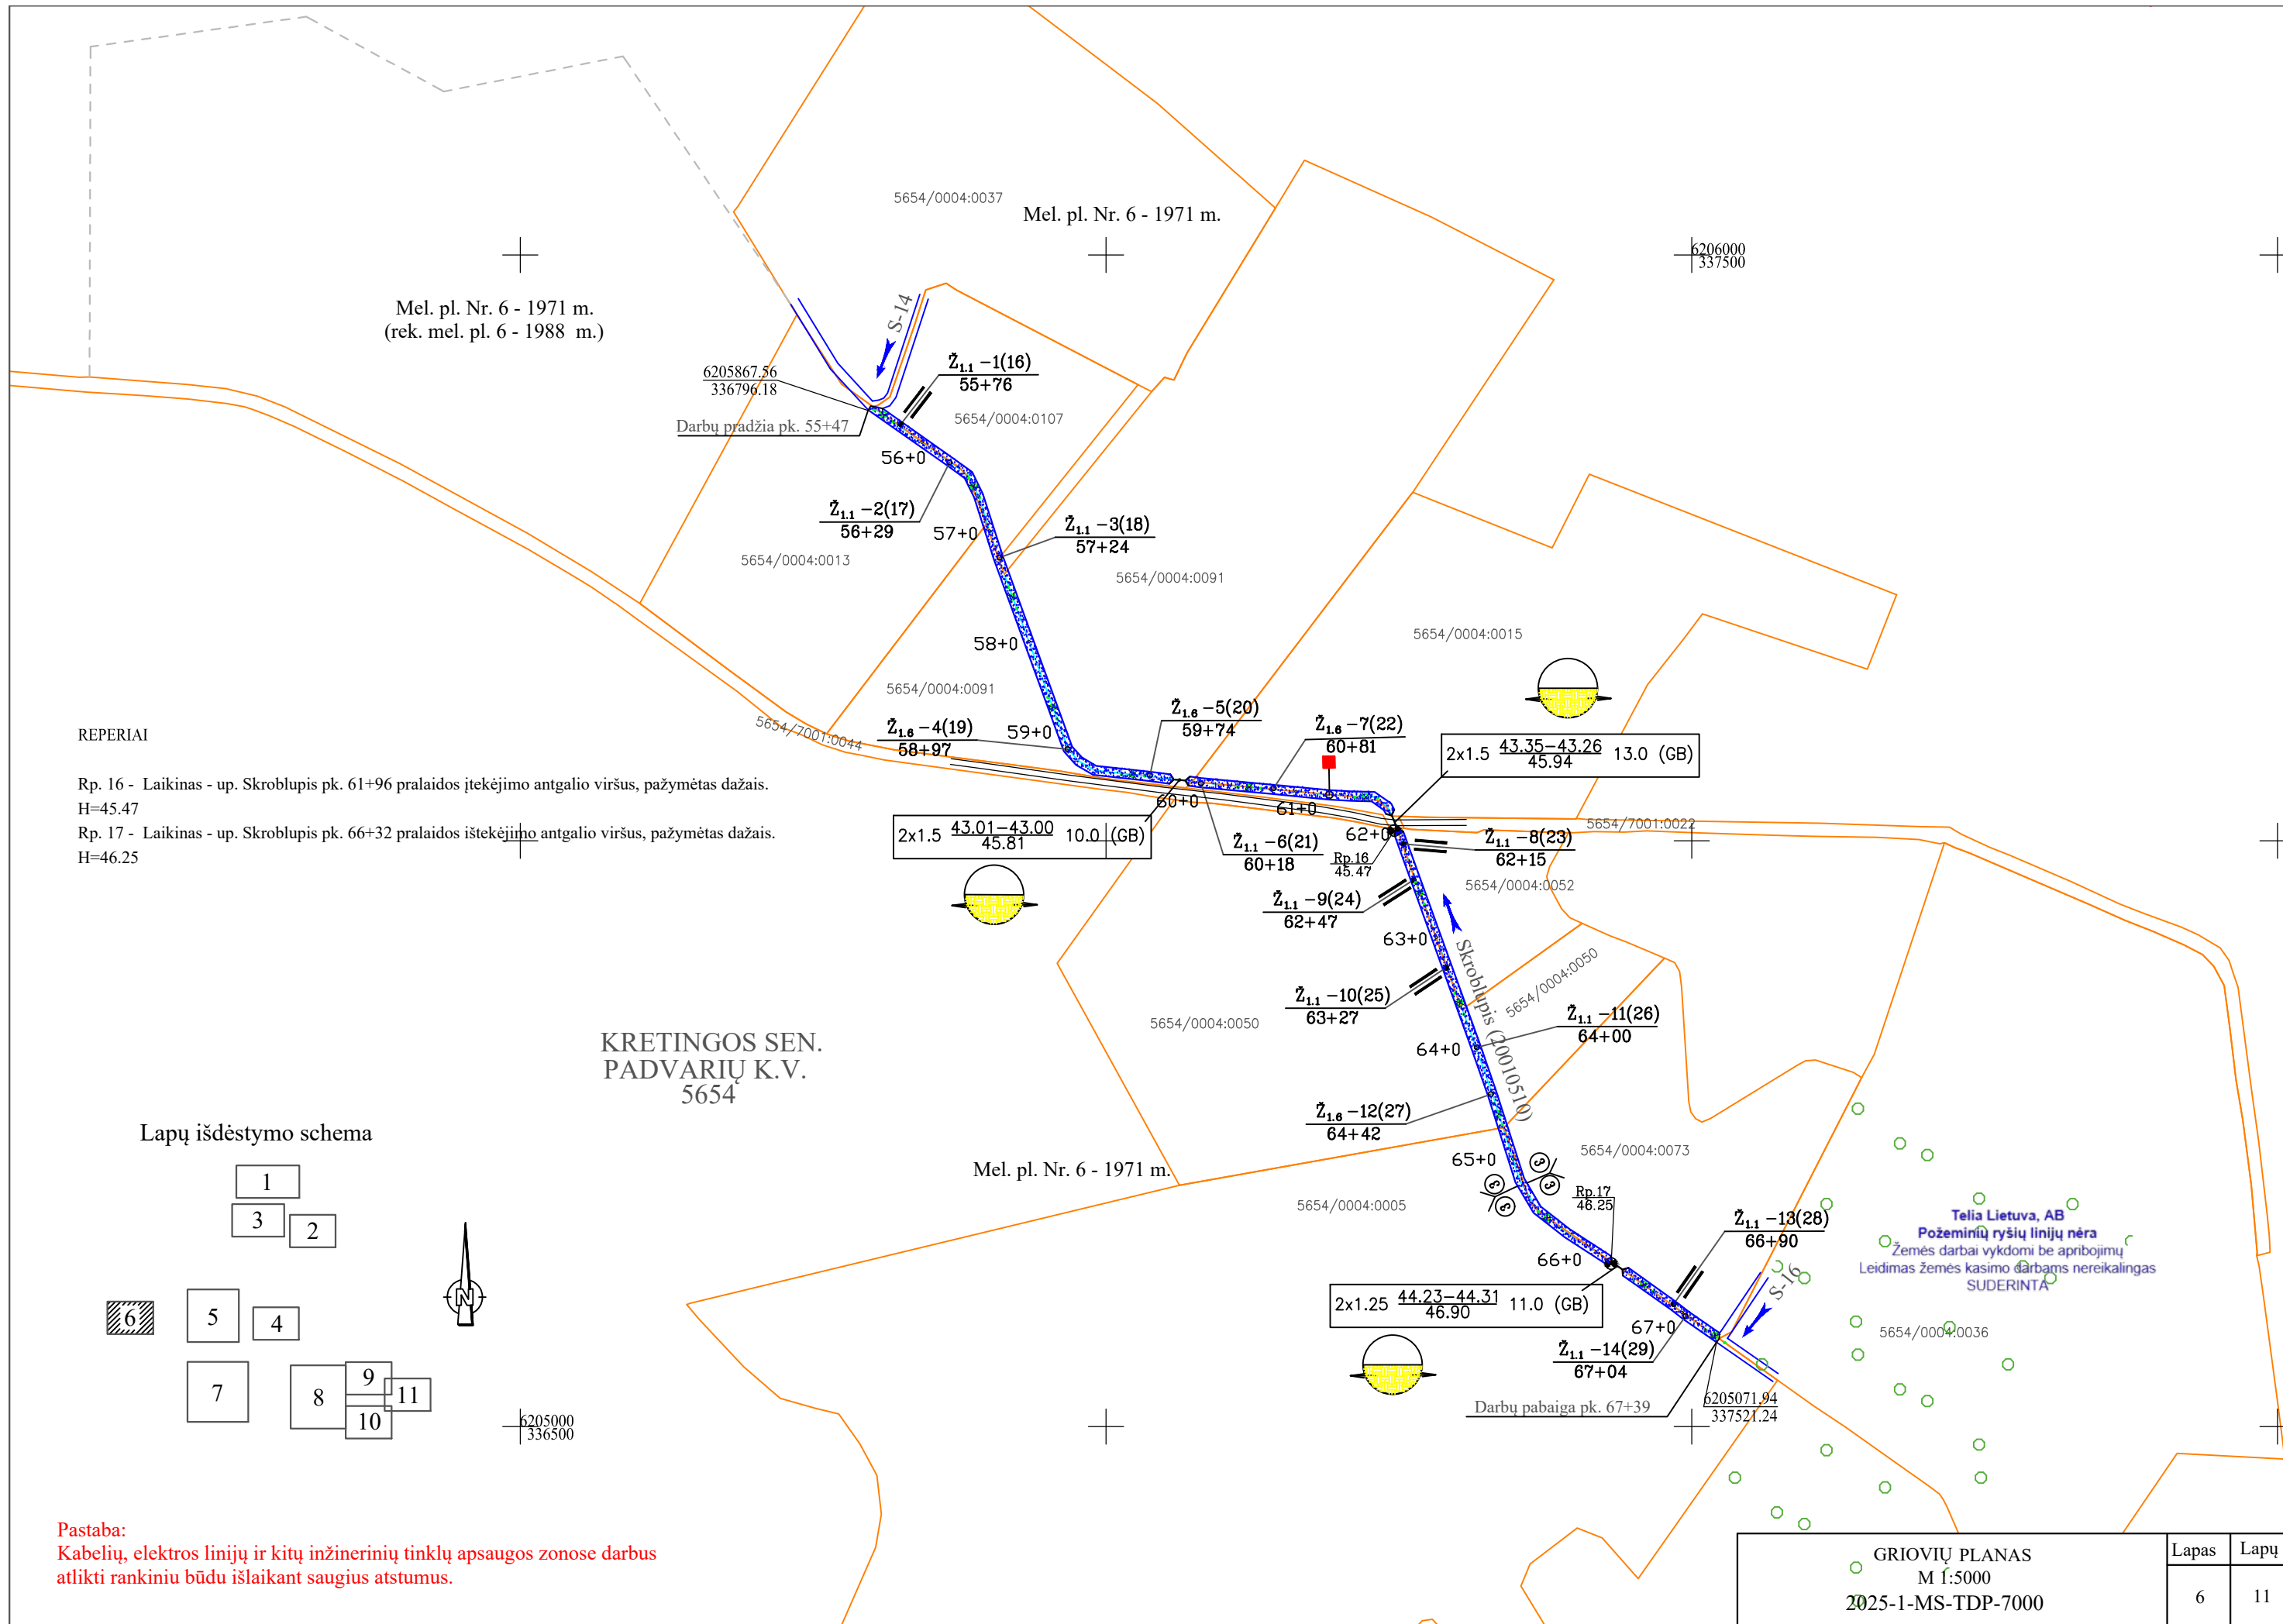 5654/0004:0037
Mel. pl. Nr. 6 - 1971 m.
6206000
337500
Mel. pl. Nr. 6 - 1971 m.
(rek. mel. pl. 6 - 1988 m.)
S-14
Ž1.1 -1(16)
55+76
6205867.56
336796.18
Darbų pradžia pk. 55+47
5654/0004:0107
56+0
Ž1.1 -2(17)
56+29
57+0
Ž1.1 -3(18)
57+24
5654/0004:0013
5654/0004:0091
58+0
5654/0004:0015
5654/0004:0091
5654/7001:0044
Ž1.6 -4(19)
58+97
59+0
Ž1.6 -5(20)
59+74
Ž1.6 -7(22)
60+81
2x1.5 43.35-43.26 13.0 (GB)
45.94
REPERIAI
Rp. 16 - Laikinas - up. Skroblupis pk. 61+96 pralaidos įtekėjimo antgalio viršus, pažymėtas dažais.
H=45.47
Rp. 17 - Laikinas - up. Skroblupis pk. 66+32 pralaidos ištekėjimo antgalio viršus, pažymėtas dažais.
H=46.25
60+0
61+0
62+0
5654/7001:0022
2x1.5 43.01-43.00 10.0 (GB)
45.81
Ž1.1 -6(21)
60+18
Rp.16
45.47
Ž1.1 -8(23)
62+15
5654/0004:0052
Ž1.1 -9(24)
62+47
63+0
Skroblupis (20010510)
5654/0004:0050
Ž1.1 -10(25)
63+27
5654/0004:0050
Ž1.1 -11(26)
64+00
64+0
KRETINGOS SEN.
PADVARIŲ K.V.
5654
Ž1.6 -12(27)
64+42
Lapų išdėstymo schema
1
3
2
5
4
6
7
8
9
11
10
N
Mel. pl. Nr. 6 - 1971 m.
65+0
3
3
3
3
5654/0004:0073
5654/0004:0005
Rp.17
46.25
Ž1.1 -13(28)
66+90
Telia Lietuva, AB
Požeminių ryšių linijų nėra
Žemės darbai vykdomi be apribojimų
Leidimas žemės kasimo darbams nereikalingas
SUDERINTA
66+0
S-16
2x1.25 44.23-44.31 11.0 (GB)
46.90
67+0
5654/0004:0036
Ž1.1 -14(29)
67+04
Darbų pabaiga pk. 67+39
6205071.94
337521.24
6205000
336500
Pastaba:
Kabelių, elektros linijų ir kitų inžinerinių tinklų apsaugos zonose darbus
atlikti rankiniu būdu išlaikant saugius atstumus.
GRIOVIŲ PLANAS
M 1:5000
2025-1-MS-TDP-7000
Lapas
Lapų
6
11